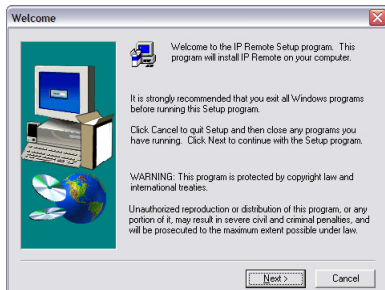 Welcome
Welcome to the IP Remote Setup program. This
program will install IP Remote on your computer.
It is strongly recommended that you exit all Windows programs
before running this Setup program.
Click Cancel to quit Setup and then close any programs you
have running. Click Next to continue with the Setup program.
WARNING: This program is protected by copyright law and
international treaties.
Unauthorized reproduction or distribution of this program, or any
portion of it, may result in severe civil and criminal penalties, and
will be prosecuted to the maximum extent possible under law.
Next > Cancel